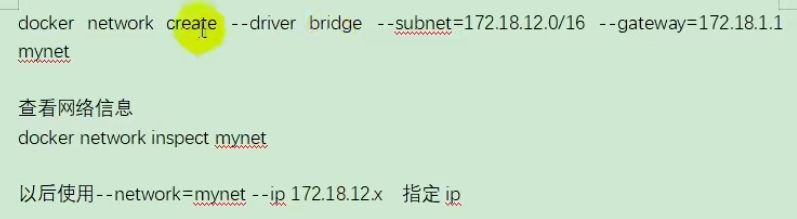 docker network create --driver bridge --subnet=172.18.12.0/16 --gateway=172.18.1.1
mynet
查看网络信息
docker network inspect mynet
以后使用--network=mynet --ip 172.18.12.x 指定 ip